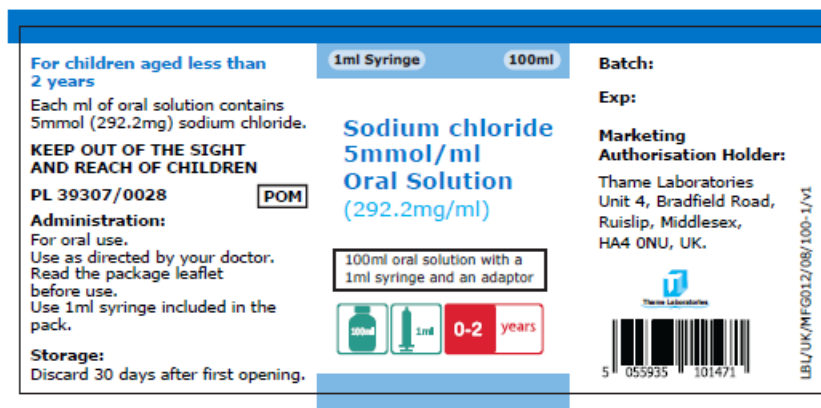 For children aged less than
2 years
Each ml of oral solution contains
5mmol (292.2mg) sodium chloride.
KEEP OUT OF THE SIGHT
AND REACH OF CHILDREN
PL 39307/0028
POM
Administration:
For oral use.
Use as directed by your doctor.
Read the package leaflet
before use.
Use 1ml syringe included in the
pack.
Storage:
Discard 30 days after first opening.
1ml Syringe
100ml
Sodium chloride
5mmol/ml
Oral Solution
(292.2mg/ml)
100ml oral solution with a
1ml syringe and an adaptor
100ml
1ml
0-2
years
Batch:
Exp:
Marketing
Authorisation Holder:
Thame Laboratories
Unit 4, Bradfield Road,
Ruislip, Middlesex,
HA4 0NU, UK.
Thame Laboratories
5 055935 101471
LBL/UK/MFG012/08/100-1/v1